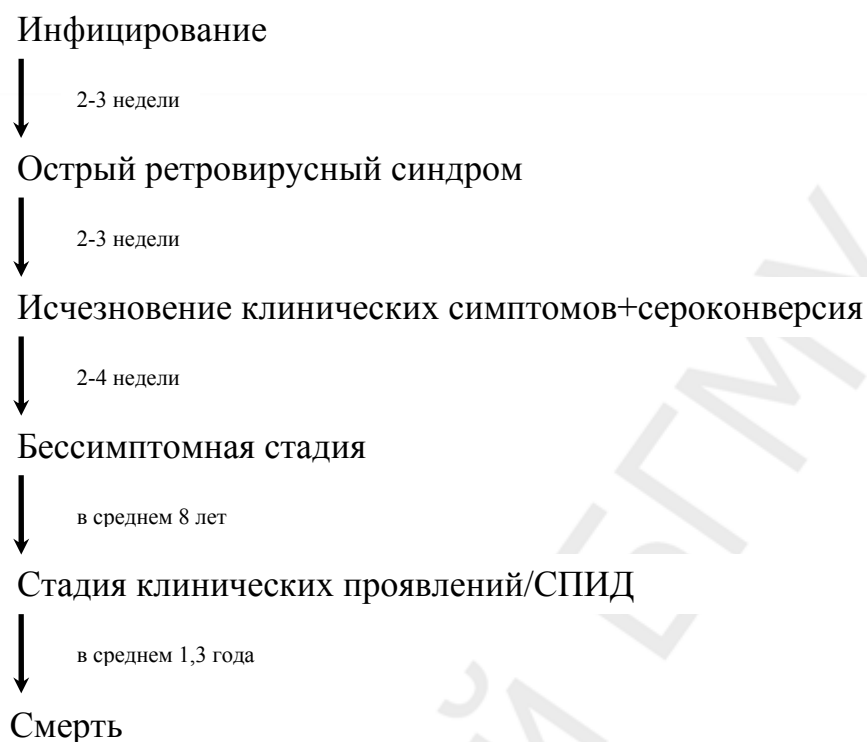 Инфицирование
2-3 недели
Острый ретровирусный синдром
2-3 недели
Исчезновение клинических симптомов+сероконверсия
2-4 недели
Бессимптомная стадия
в среднем 8 лет
Стадия клинических проявлений/СПИД
в среднем 1,3 года
Смерть